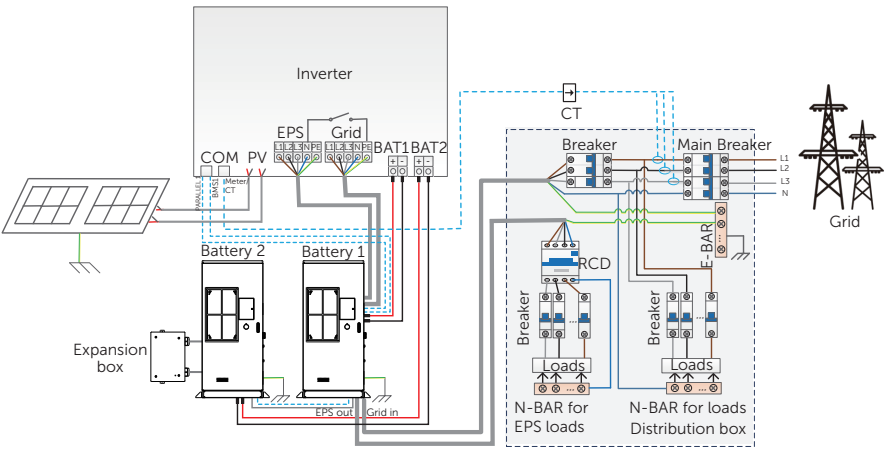 Inverter
EPS
Grid
L1 L2 L3 N PE
L1 L2 L3 N PE
BAT1 BAT2
+ -
+ -
COM
PV
PARALLEL
BMS1
Meter/
/CT
CT
Breaker
Main Breaker
L1
L2
L3
N
Grid
E-BAR
RCD
Battery 2
Battery 1
Expansion
box
EPS out
Grid in
Breaker
...
Breaker
...
Loads
Loads
...
...
N-BAR for
EPS loads
N-BAR for loads
Distribution box